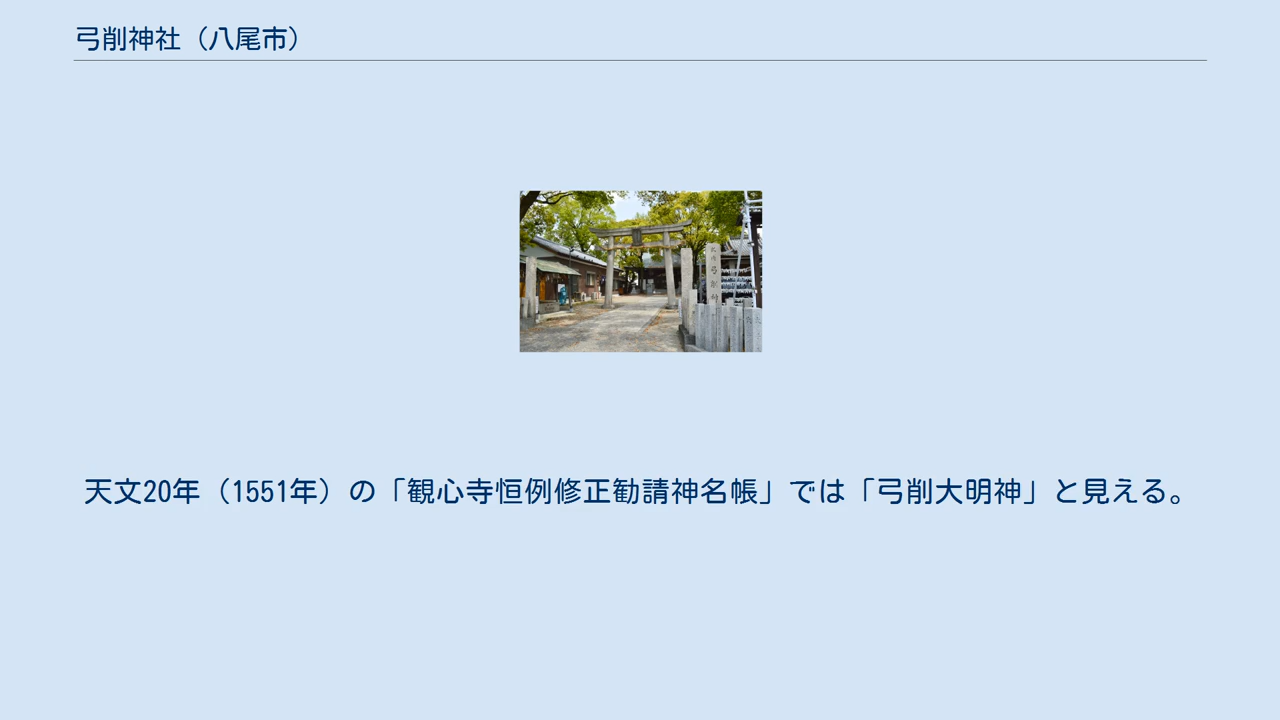 弓削神社（八尾市）
天文20年（1551年）の「観心寺恒例修正勧請神名帳」では「弓削大明神」と見える。